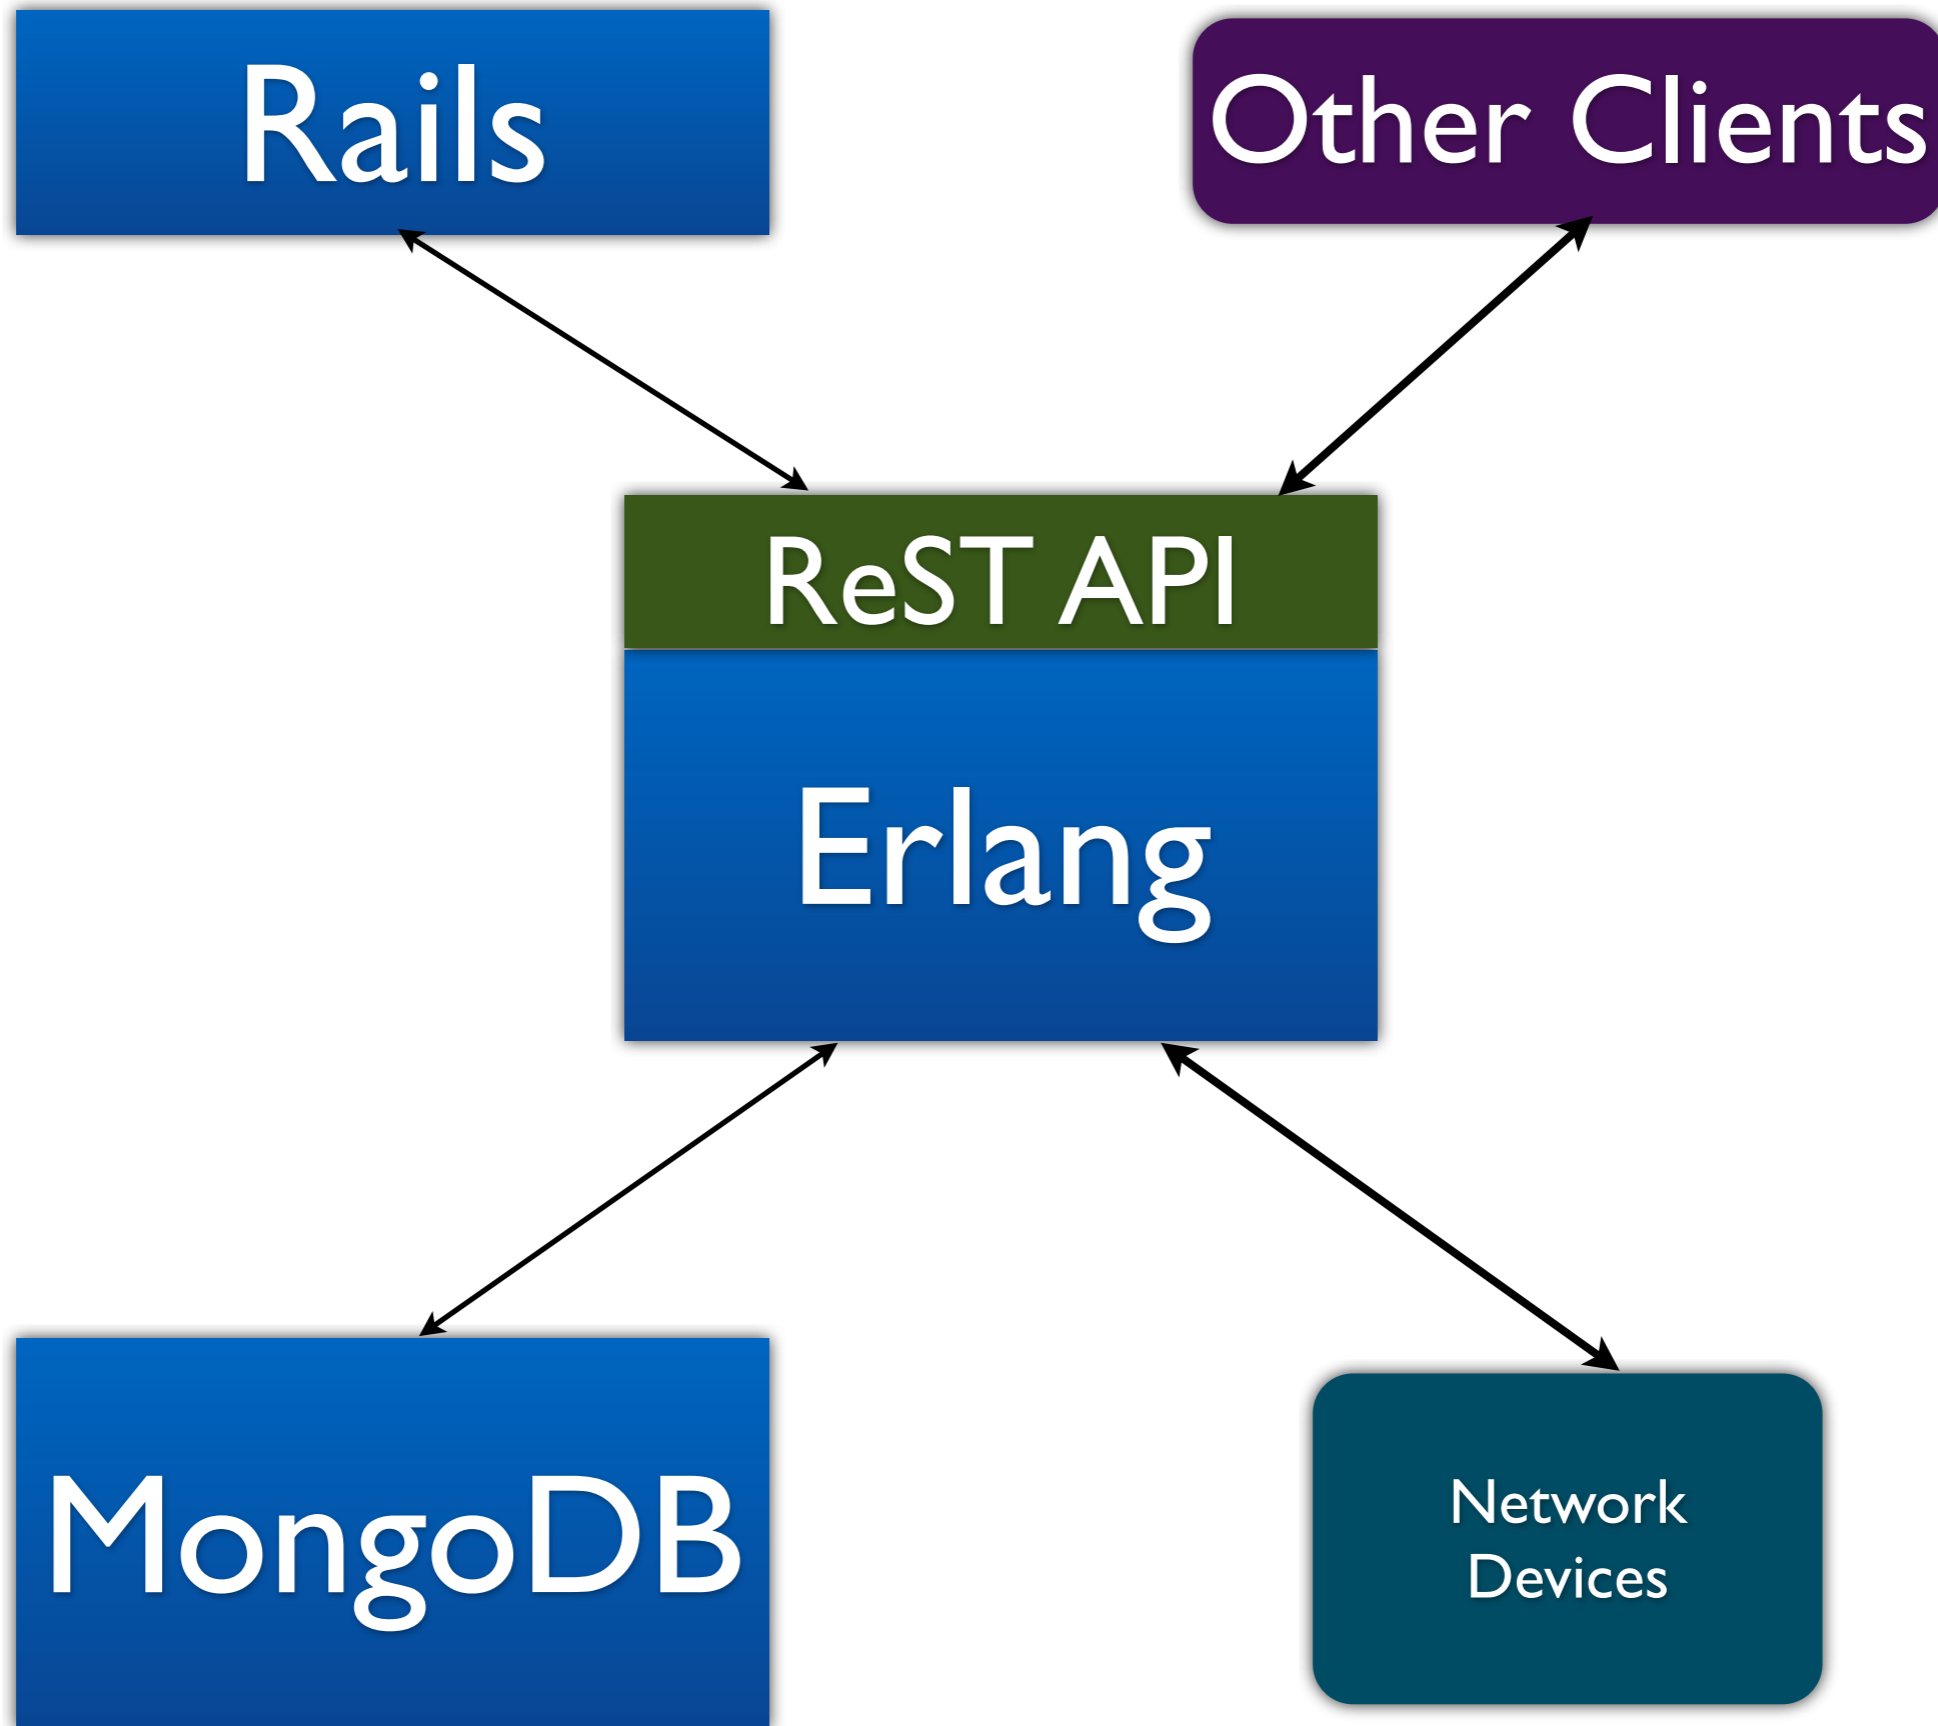 Rails
Other Clients
ReST API
Erlang
MongoDB
Network
Devices